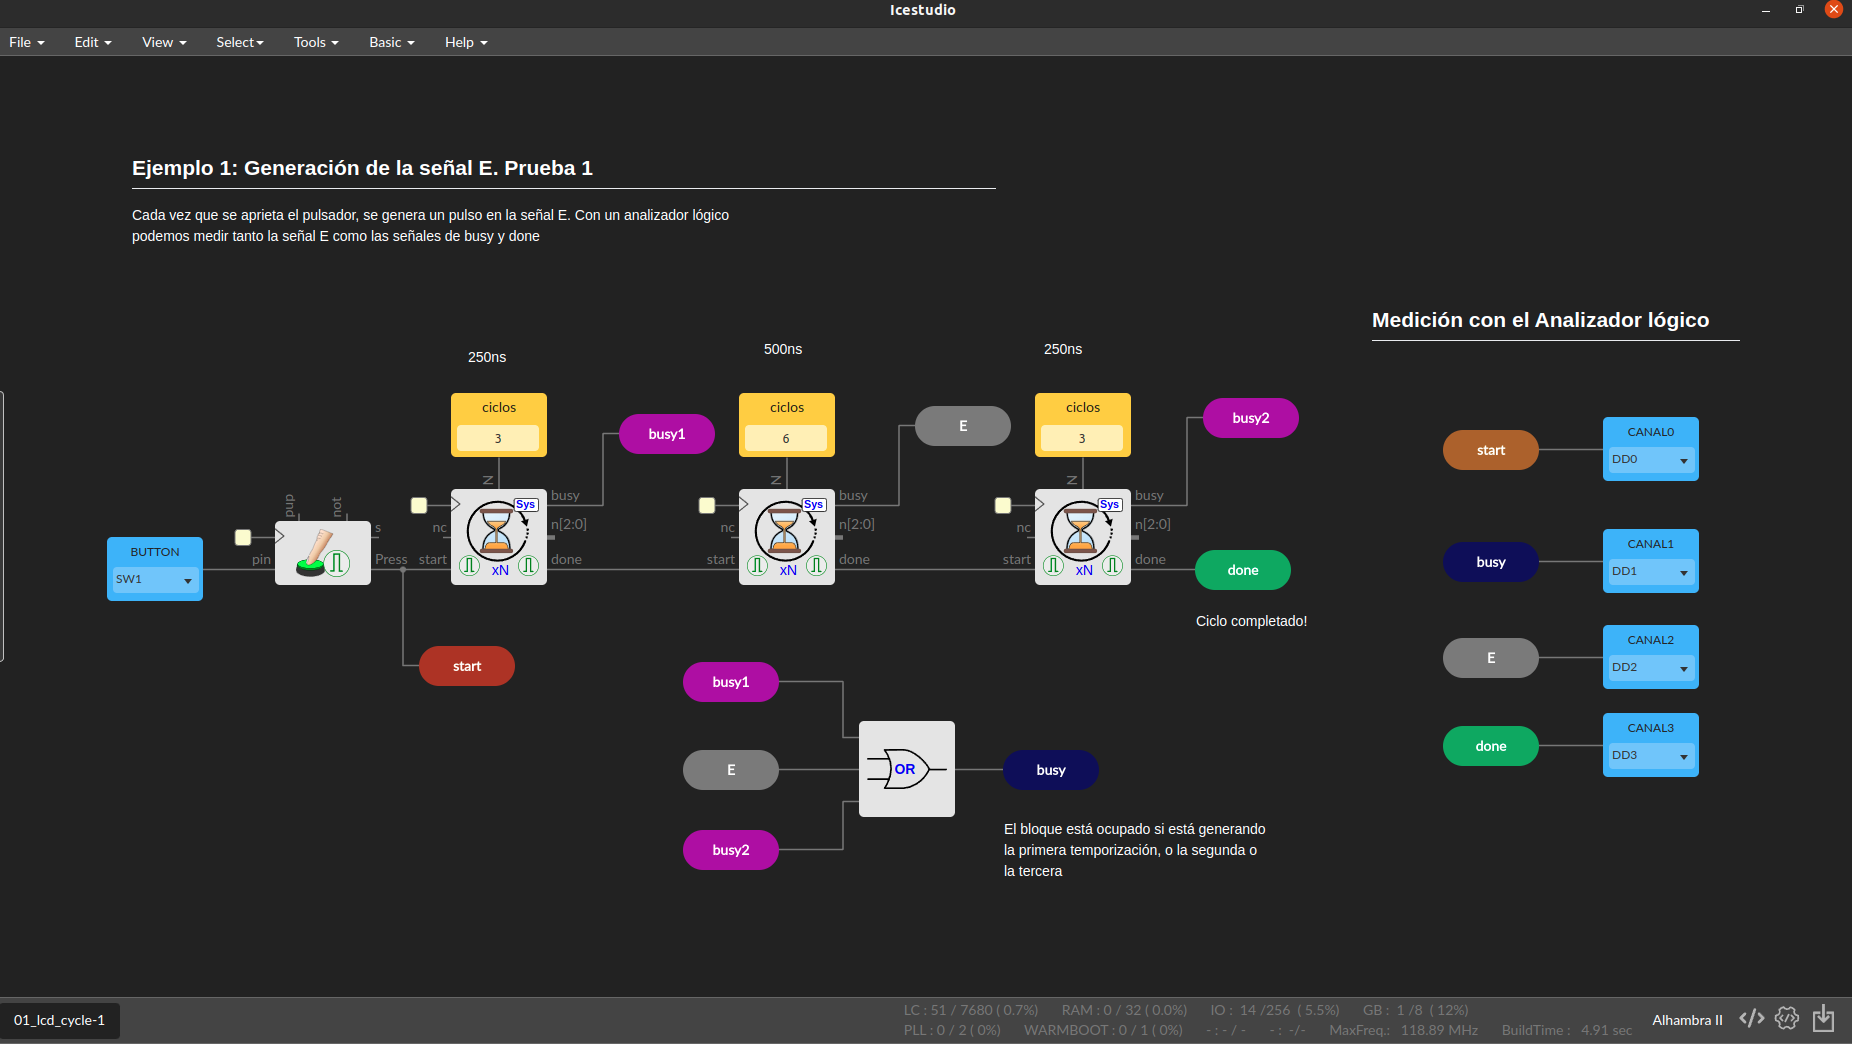 Icestudio
File Edit View Select Tools Basic Help
Ejemplo 1: Generación de la señal E. Prueba 1
Cada vez que se aprieta el pulsador, se genera un pulso en la señal E. Con un analizador lógico
podemos medir tanto la señal E como las señales de busy y done
Medición con el Analizador lógico
250ns
500ns
250ns
ciclos
3
ciclos
6
ciclos
3
busy1
E
busy2
BUTTON
SW1
pup
not
pin
s
Press
N
nc
start
Sys
xN
busy
n[2:0]
done
N
nc
start
Sys
xN
busy
n[2:0]
done
N
nc
start
Sys
xN
busy
n[2:0]
done
done
Ciclo completado!
start
busy1
E
busy2
OR
busy
El bloque está ocupado si está generando
la primera temporización, o la segunda o
la tercera
start
CANAL0
DD0
busy
CANAL1
DD1
E
CANAL2
DD2
done
CANAL3
DD3
01_lcd_cycle-1
LC : 51 / 7680 ( 0.7%) RAM : 0 / 32 ( 0.0%) IO : 14 /256 ( 5.5%) GB : 1 /8 ( 12%)
PLL : 0 / 2 ( 0%) WARMBOOT : 0 / 1 ( 0%) - : - / - - : -/- MaxFreq.: 118.89 MHz BuildTime : 4.91 sec
Alhambra II